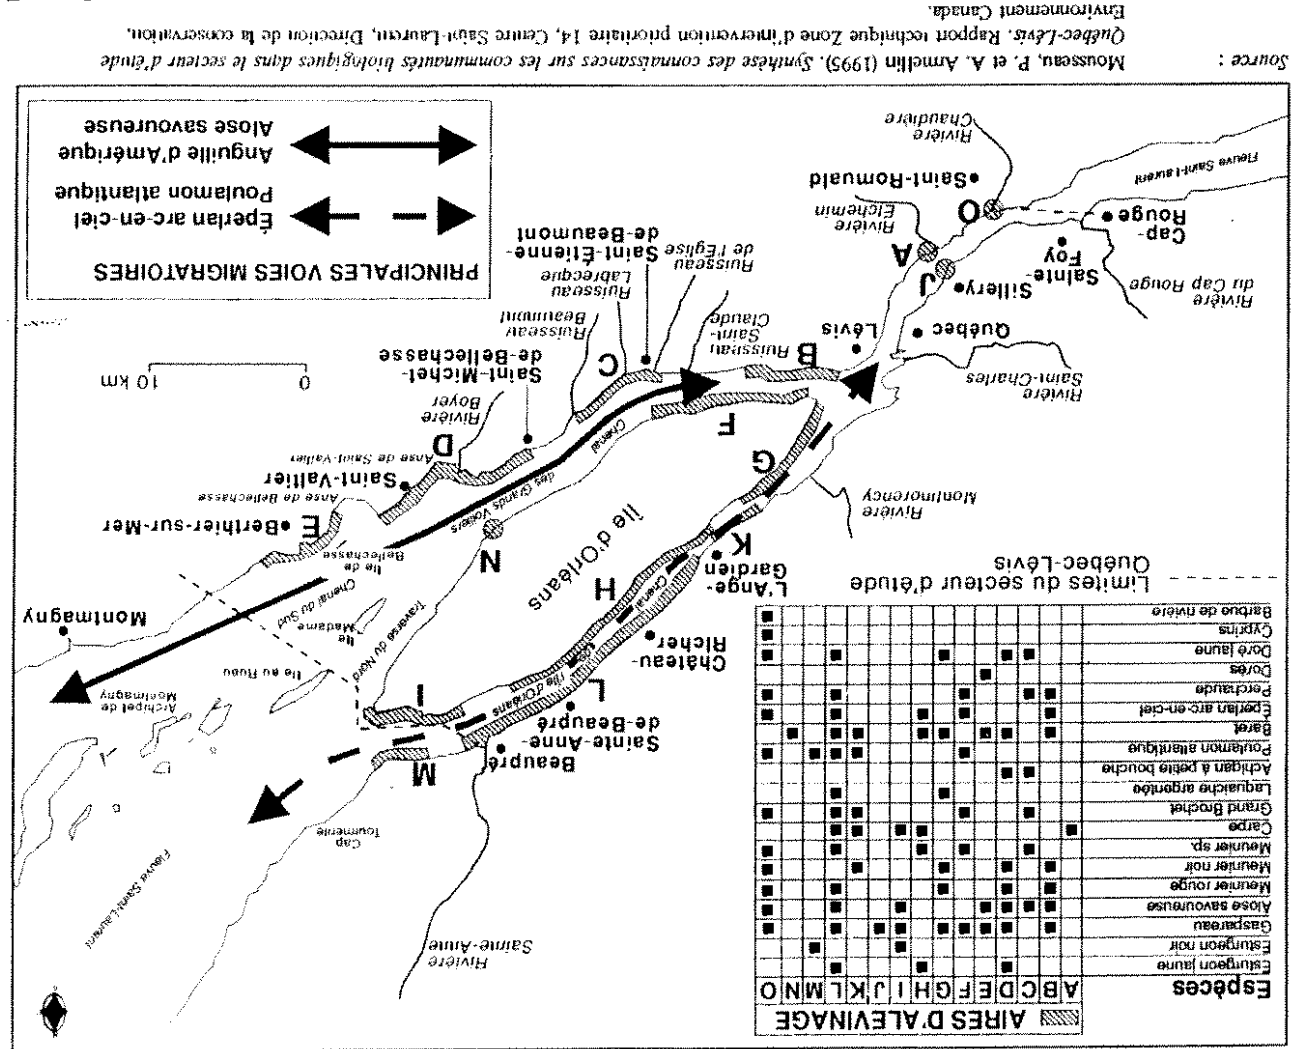 AIRES D'ALEVINAGE
Espèces A B C D E F G H I J K L M N O
Esturgeon jaune
Esturgeon noir
Gaspareau
Alose savoureuse
Meunier rouge
Meunier noir
Meunier sp.
Carpe
Grand Brochet
Laquaiche argentée
Achigan à petite bouche
Poulamon atlantique
Baret
Éperlan arc-en-ciel
Perchaude
Dorés
Doré jaune
Cyprins
Barbue de rivière
Limites du secteur d'étude
Québec-Lévis
Rivière
Sainte-Anne
Fleuve Saint-Laurent
Cap
Tourmente
M
Beaupré
Sainte-Anne-
de-Beaupré
L
I
Archipel de
Montmagny
Ile au Ruau
Château-
Richer
Chenal
de
l'Île d'Orléans
H
Traverse du Nord
Ile
Madame
Chenal du Sud
Montmagny
L'Ange-
Gardien
K
Île d'Orléans
N
Ile de
Bellechasse
E
Berthier-sur-Mer
Anse de Bellechasse
Rivière
Montmorency
G
Chenal
des Grands Voiliers
Saint-Vallier
Anse de Saint-Vallier
D
F
Rivière
Boyer
Saint-Michel-
de-Bellechasse
Rivière
Saint-Charles
Québec
Lévis
B
C
Ruisseau
Saint-
Claude
Ruisseau
Beaumont
0 10 km
Rivière
du Cap Rouge
Sainte-
Foy
Sillery
J
A
Ruisseau
de l'Église
Saint-Étienne-
de-Beaumont
Ruisseau
Labrecque
Cap-
Rouge
O
Rivière
Etchemin
Saint-Romuald
Fleuve Saint-Laurent
Rivière
Chaudière
PRINCIPALES VOIES MIGRATOIRES
Éperlan arc-en-ciel
Poulamon atlantique
Anguille d'Amérique
Alose savoureuse
Source : Mousseau, P. et A. Armellin (1995). Synthèse des connaissances sur les communautés biologiques dans le secteur d'étude
Québec-Lévis. Rapport technique Zone d'intervention prioritaire 14, Centre Saint-Laurent, Direction de la conservation,
Environnement Canada.